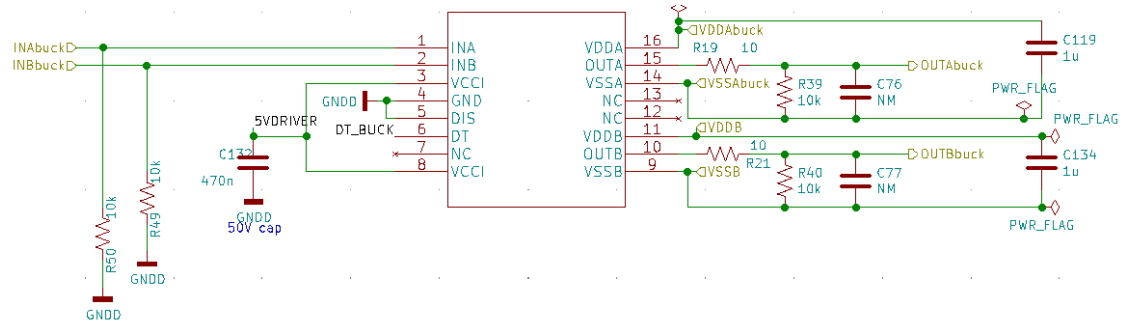 INAbuck
INBbuck
1 INA
2 INB
3 VCCI
4 GND
5 DIS
6 DT
7 NC
8 VCCI
GNDD
5VDRIVER
DT_BUCK
C132
470n
GNDD
50V cap
10k
R49
GNDD
10k
R50
GNDD
VDDA 16
OUTA 15
VSSA 14
NC 13
NC 12
VDDB 11
OUTB 10
VSSB 9
VDDAbuck
R19 10
OUTAbuck
VSSAbuck
R39
10k
C76
NM
C119
1u
PWR_FLAG
PWR_FLAG
VDDB
10
R21
OUTBbuck
VSSB
R40
10k
C77
NM
C134
1u
PWR_FLAG